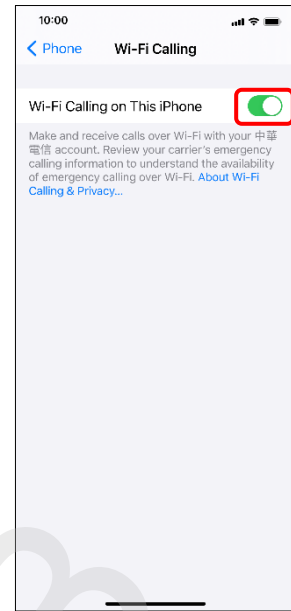 10:00
Phone
Wi-Fi Calling
Wi-Fi Calling on This iPhone
Make and receive calls over Wi-Fi with your 中華
電信 account. Review your carrier's emergency
calling information to understand the availability
of emergency calling over Wi-Fi. About Wi-Fi
Calling & Privacy...